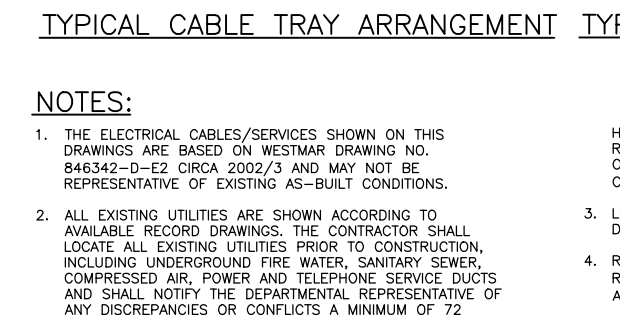 TYPICAL CABLE TRAY ARRANGEMENT
NOTES:
1. THE ELECTRICAL CABLES/SERVICES SHOWN ON THIS
DRAWINGS ARE BASED ON WESTMAR DRAWING NO.
846342-D-E2 CIRCA 2002/3 AND MAY NOT BE
REPRESENTATIVE OF EXISTING AS-BUILT CONDITIONS.
2. ALL EXISTING UTILITIES ARE SHOWN ACCORDING TO
AVAILABLE RECORD DRAWINGS. THE CONTRACTOR SHALL
LOCATE ALL EXISTING UTILITIES PRIOR TO CONSTRUCTION,
INCLUDING UNDERGROUND FIRE WATER, SANITARY SEWER,
COMPRESSED AIR, POWER AND TELEPHONE SERVICE DUCTS
AND SHALL NOTIFY THE DEPARTMENTAL REPRESENTATIVE OF
ANY DISCREPANCIES OR CONFLICTS A MINIMUM OF 72
3.
4.